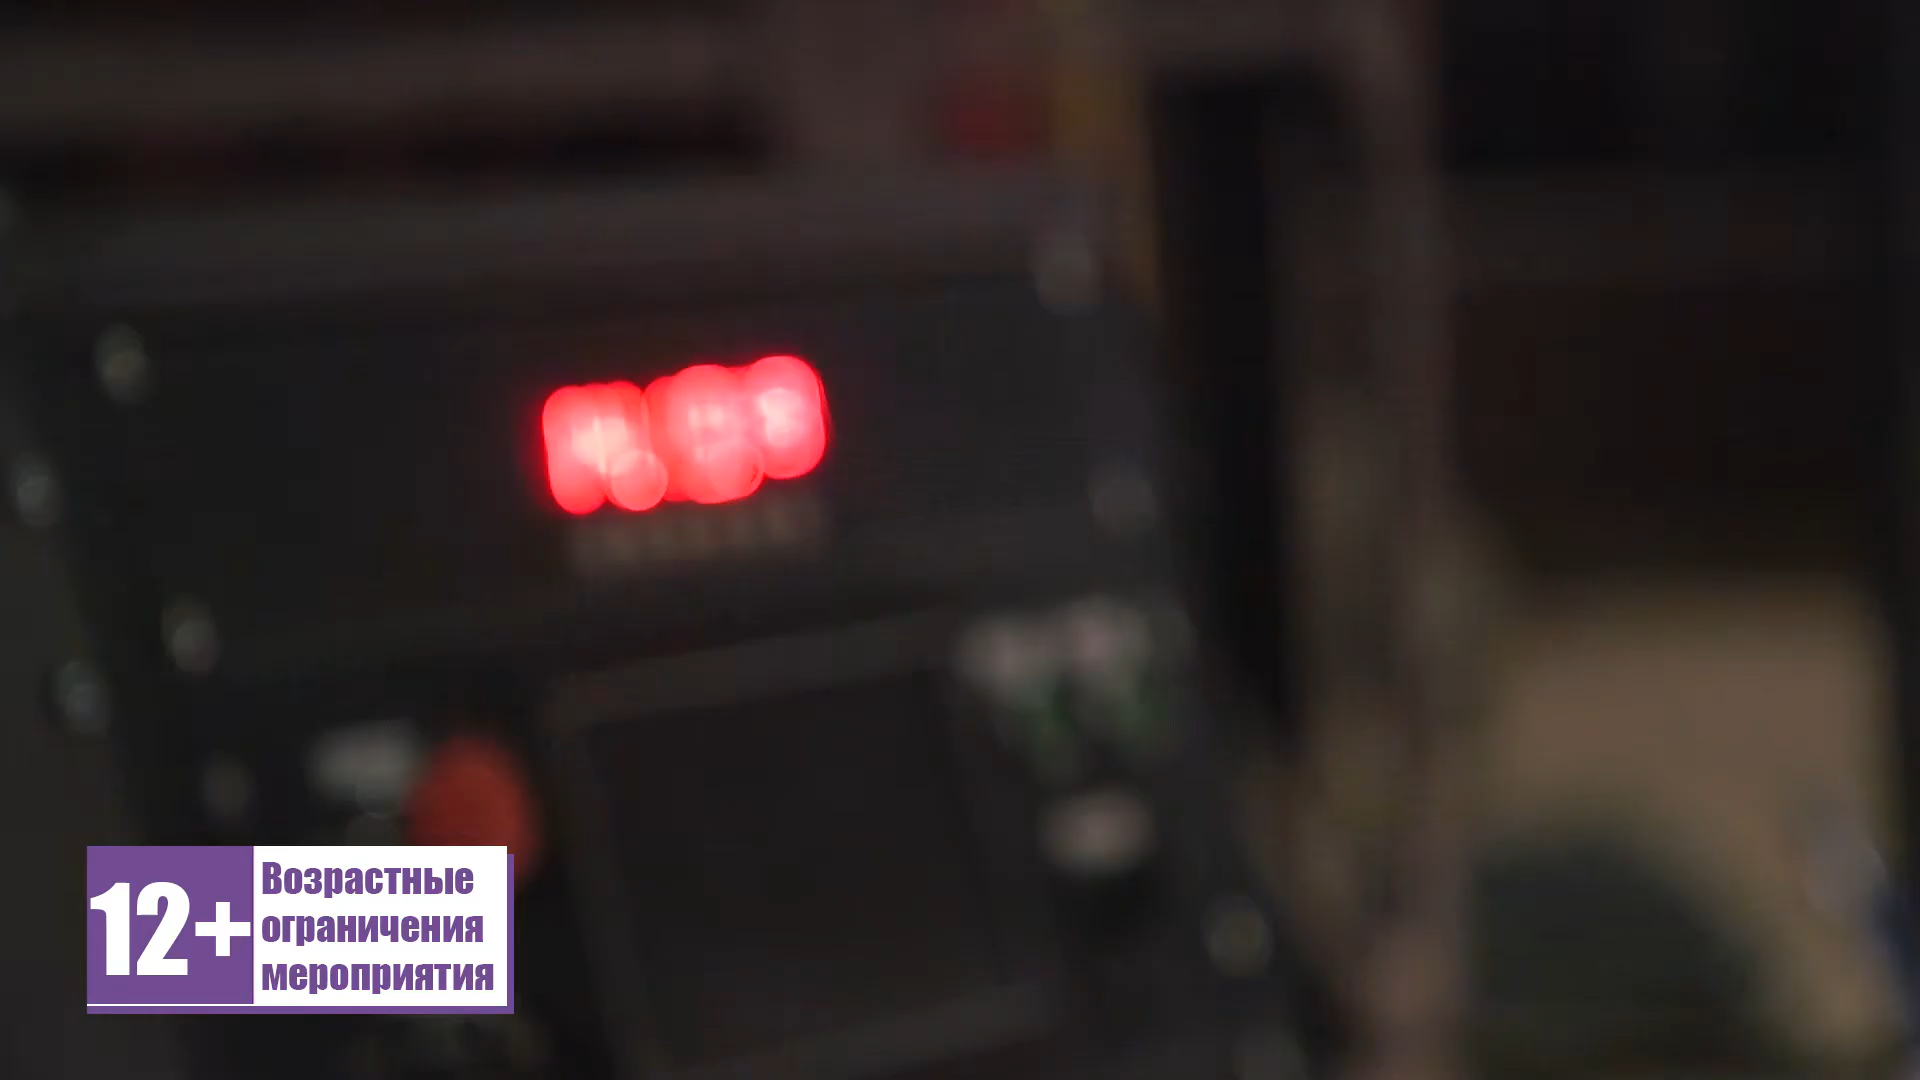 12+
Возрастные
ограничения
мероприятия